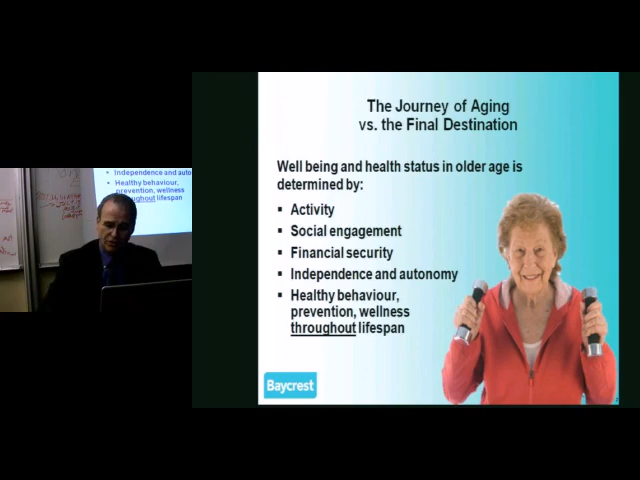 The Journey of Aging
vs. the Final Destination
Well being and health status in older age is
determined by:
▪ Activity
▪ Social engagement
▪ Financial security
▪ Independence and autonomy
▪ Healthy behaviour,
prevention, wellness
throughout lifespan
Baycrest
Independence and auto
Healthy behaviour,
prevention, wellness
throughout lifespan